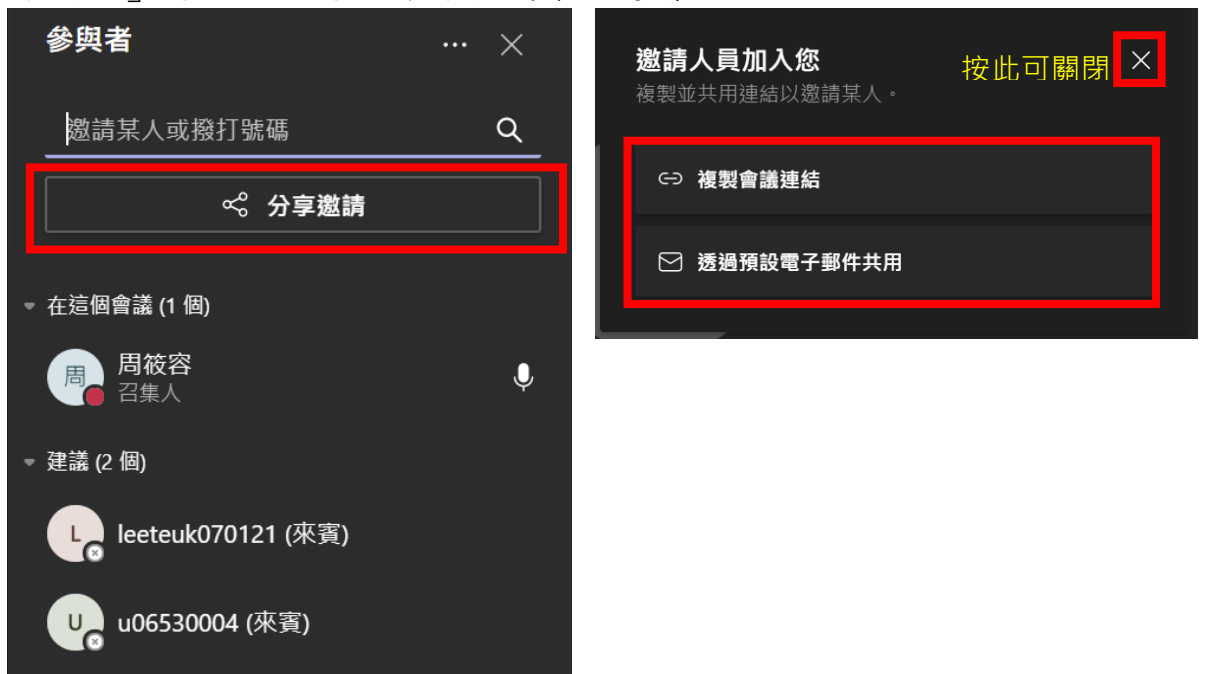 參與者
邀請某人或撥打號碼
分享邀請
在這個會議 (1 個)
周
周筱容
召集人
建議 (2 個)
L
leeteuk070121 (來賓)
U
u06530004 (來賓)
邀請人員加入您
按此可關閉
複製並共用連結以邀請某人。
複製會議連結
透過預設電子郵件共用